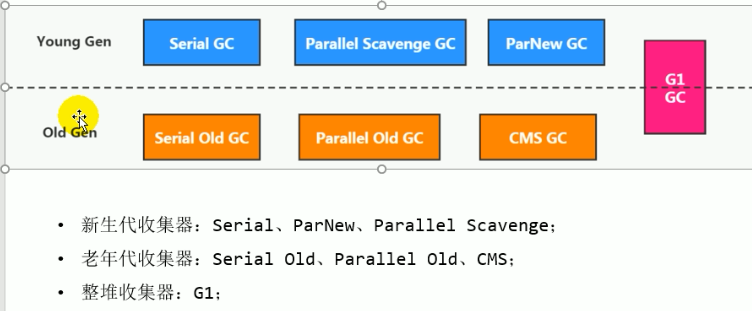 Young Gen
Serial GC
Parallel Scavenge GC
ParNew GC
G1
GC
Old Gen
Serial Old GC
Parallel Old GC
CMS GC
• 新生代收集器：Serial、ParNew、Parallel Scavenge；
• 老年代收集器：Serial Old、Parallel Old、CMS；
• 整堆收集器：G1；